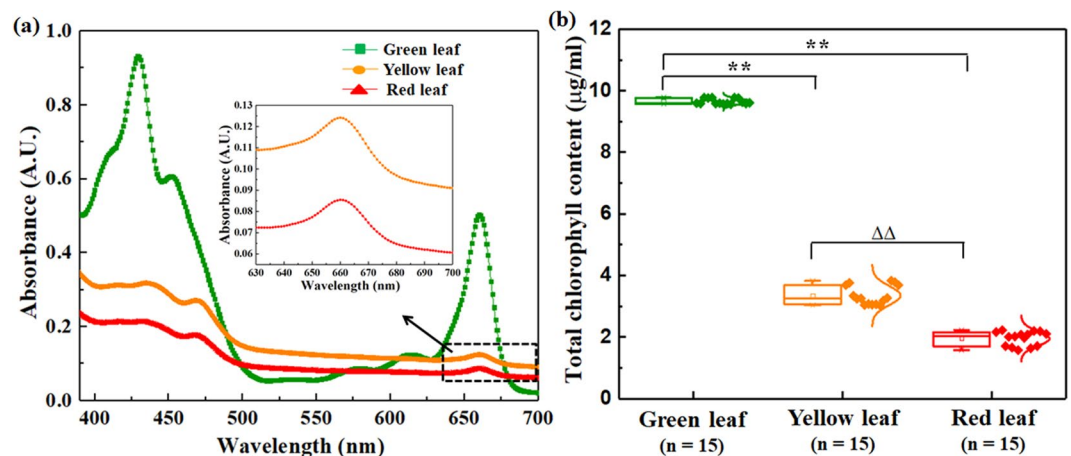 (a)
Absorbance (A.U.)
1.0
0.8
0.6
0.4
0.2
0.0
Green leaf
Yellow leaf
Red leaf
Absorbance (A.U.)
0.13
0.12
0.11
0.10
0.09
0.08
0.07
0.06
630 640 650 660 670 680 690 700
Wavelength (nm)
400 450 500 550 600 650 700
Wavelength (nm)
(b)
Total chlorophyll content (μg/ml)
12
10
8
6
4
2
0
**
**
ΔΔ
Green leaf Yellow leaf Red leaf
(n = 15) (n = 15) (n = 15)